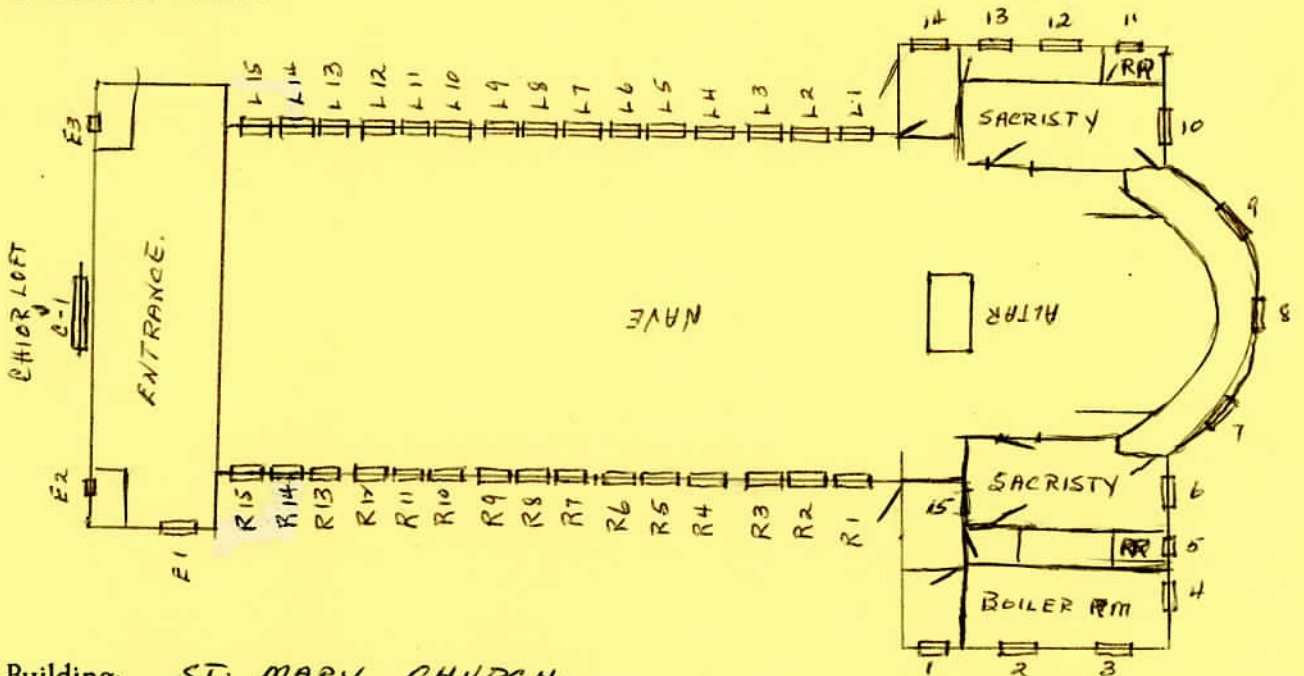 14 13 12 11
L15 L14 L13 L12 L11 L10 L9 L8 L7 L6 L5 L4 L3 L2 L1
RR
E3
SACRISTY
10
9
CHIOR LOFT
C-1
ENTRANCE.
NAVE
ALTAR
8
7
E2
SACRISTY
6
15
R15 R14 R13 R12 R11 R10 R9 R8 R7 R6 R5 R4 R3 R2 R1
RR
5
E1
4
BOILER RM
1 2 3
Building: ST. MARY CHURCH